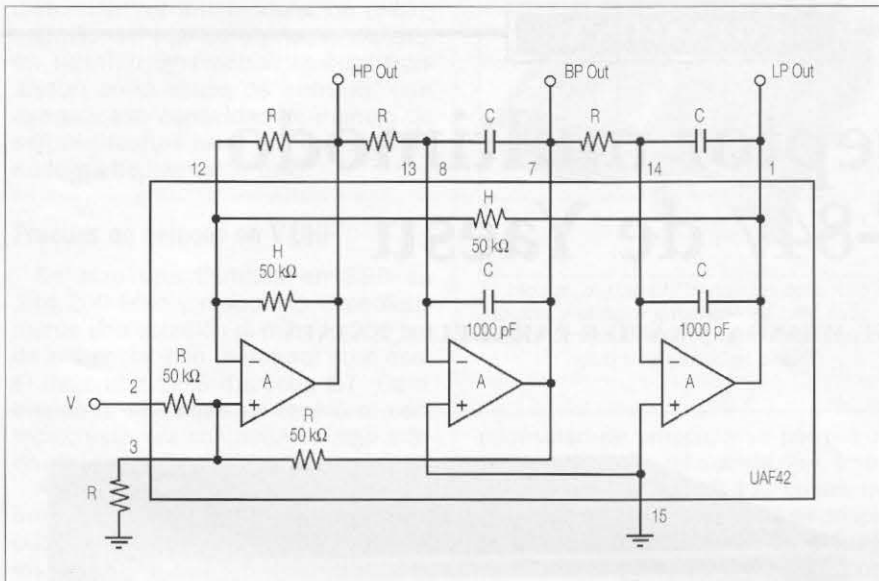 HP Out
BP Out
LP Out
R
R
C
R
C
12
13
8
7
14
1
H
50 kΩ
H
50 kΩ
C
1000 pF
C
1000 pF
R
50 kΩ
V
2
−
+
−
A
+
−
A
+
3
R
50 kΩ
R
UAF42
15